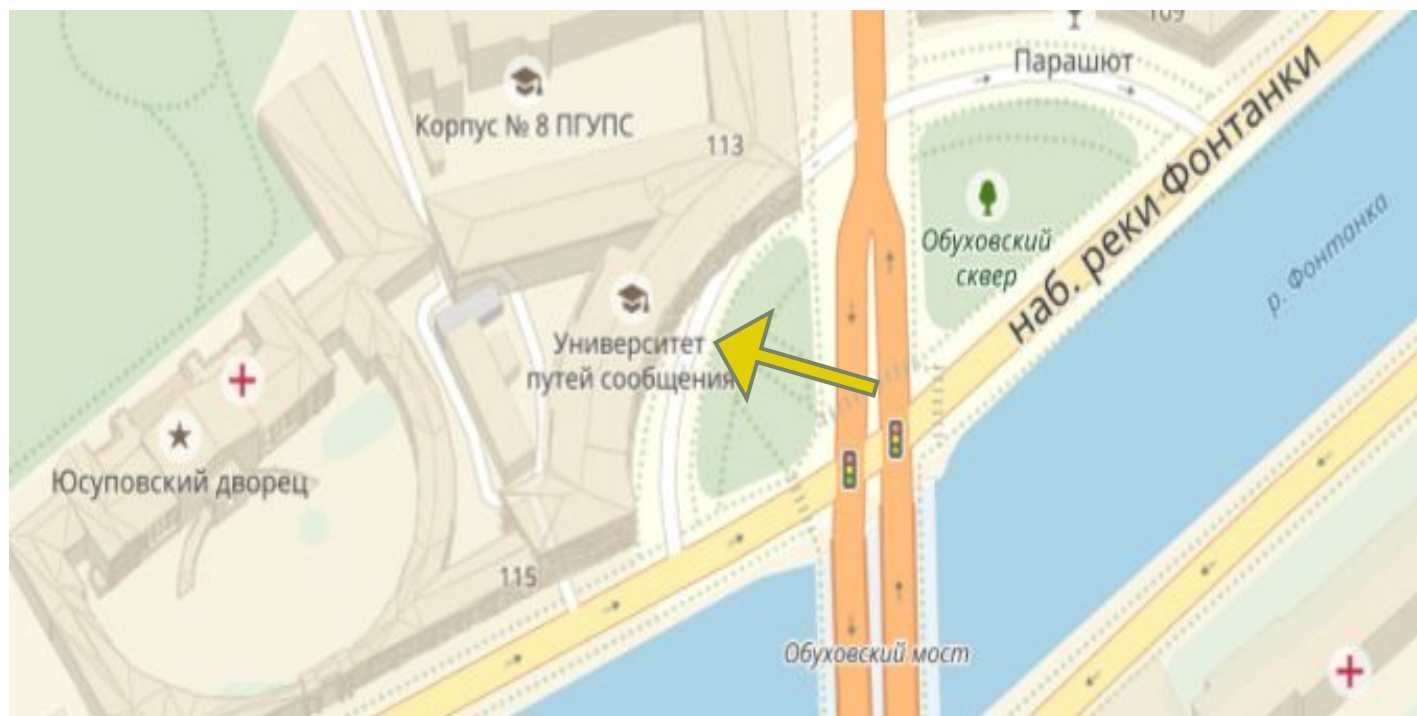 109
Парашют
Корпус № 8 ПГУПС
113
наб. реки Фонтанки
р. Фонтанка
Обуховский
сквер
Университет
путей сообщения
Юсуповский дворец
115
Обуховский мост